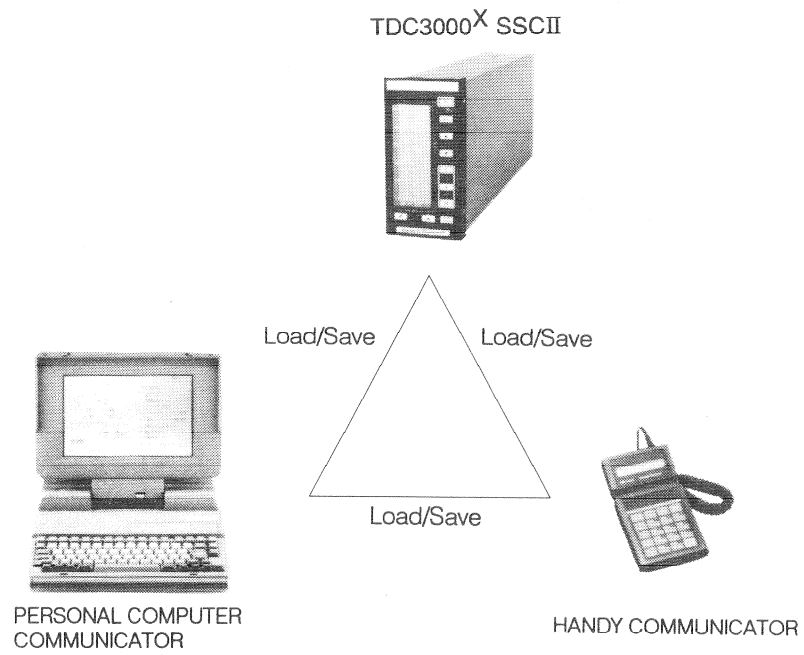 TDC3000X SSCII
Load/Save
Load/Save
Load/Save
PERSONAL COMPUTER
COMMUNICATOR
HANDY COMMUNICATOR